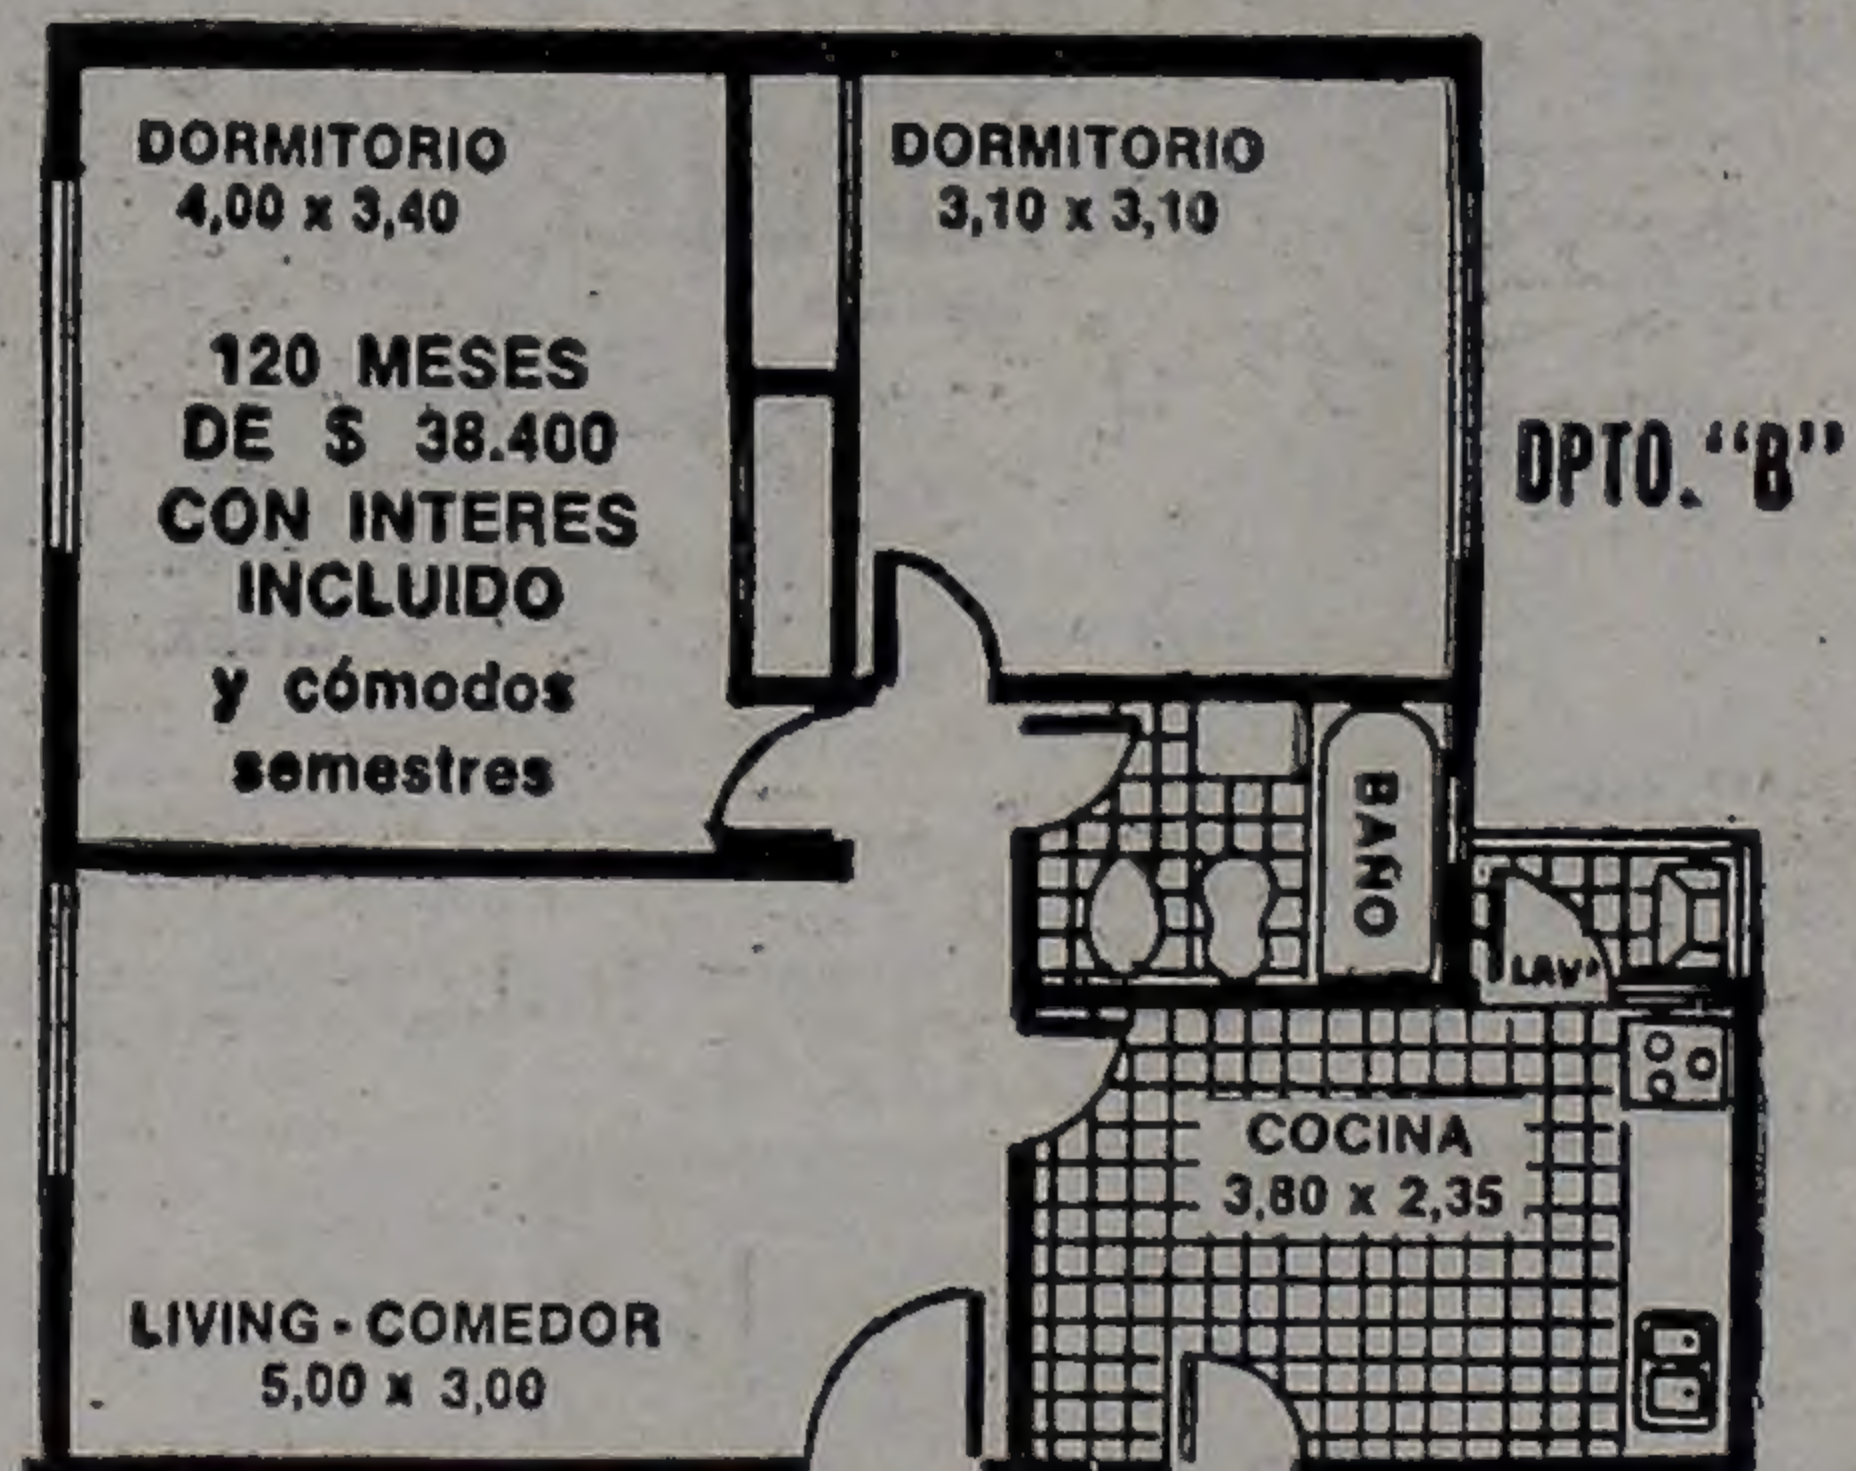 DORMITORIO
4,00 x 3,40
DORMITORIO
3,10 x 3,10
120 MESES
DE $ 38.400
CON INTERES
INCLUIDO
y cómodos
semestres
DPTO. "B"
BAÑO
LAVº
COCINA
3,80 x 2,35
LIVING - COMEDOR
5,00 x 3,00